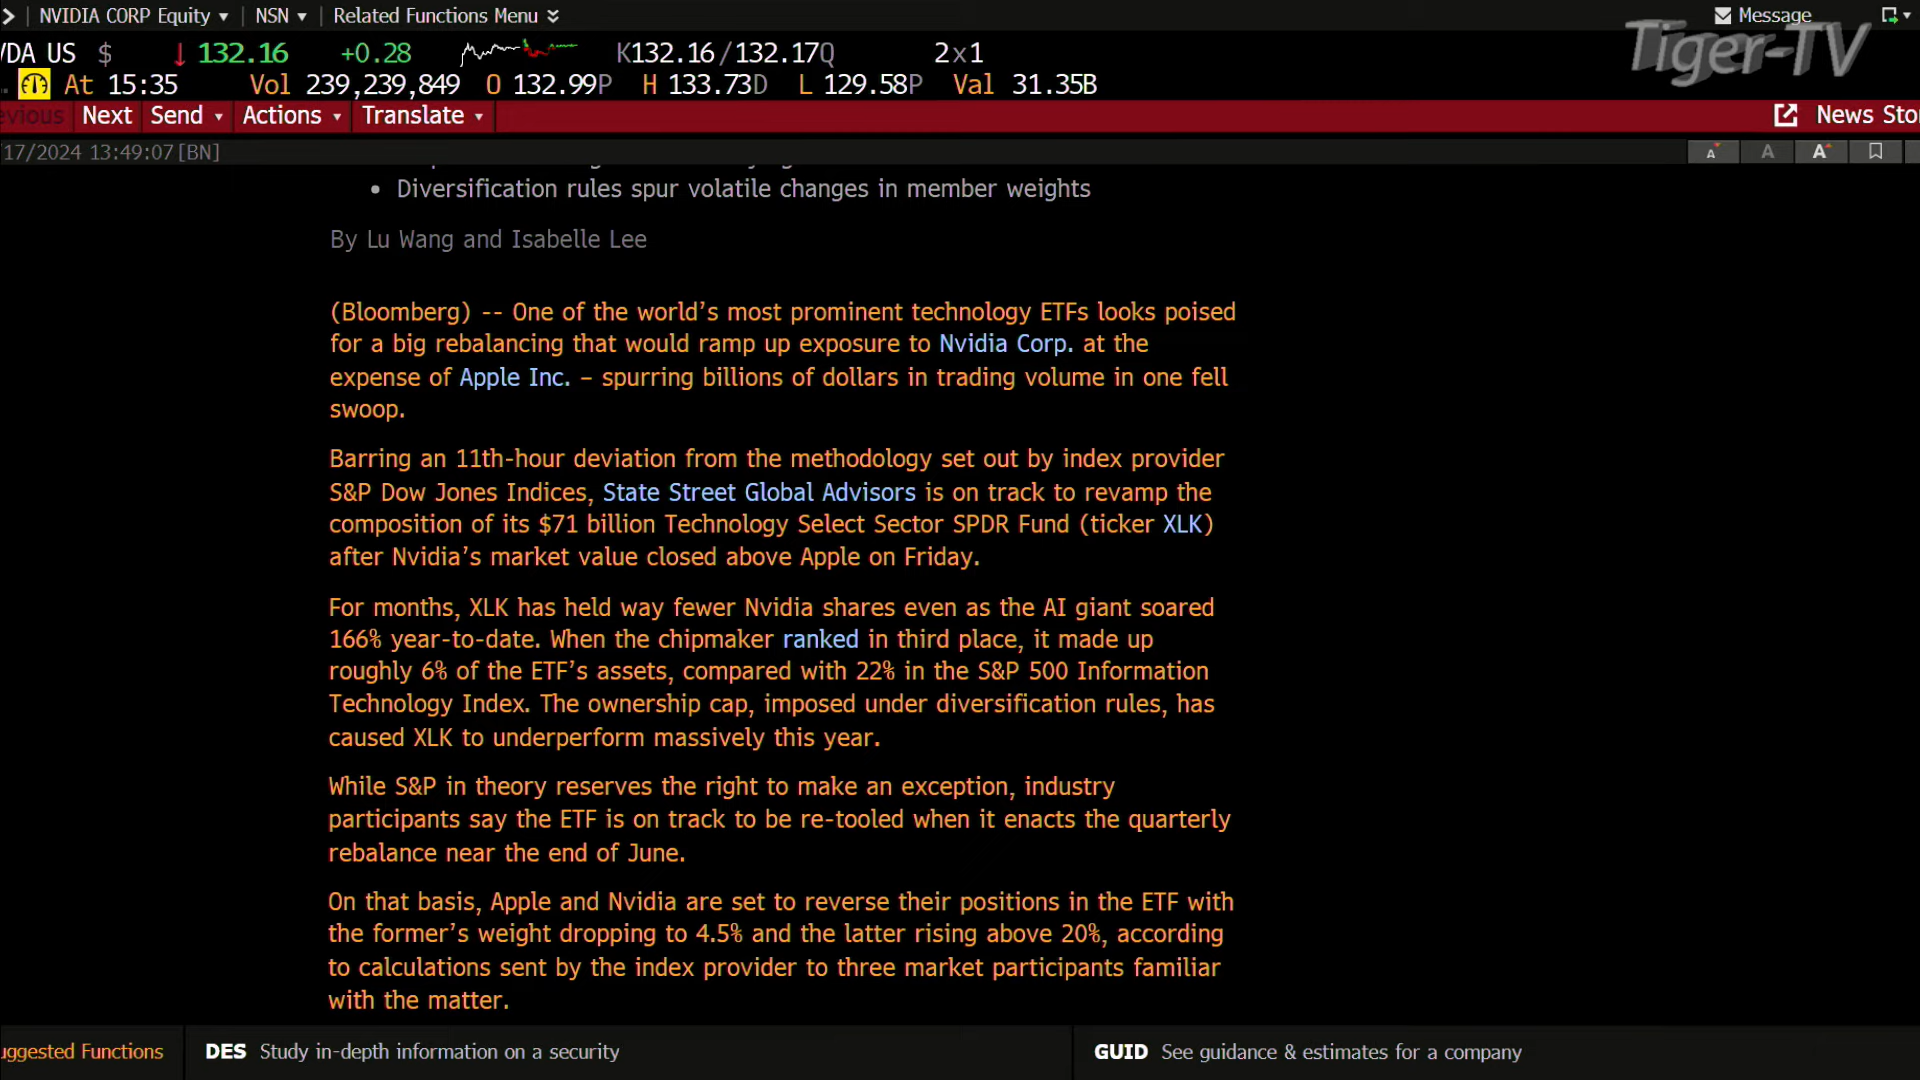 NVIDIA CORP Equity NSN Related Functions Menu Message
VDA US $ 132.16 +0.28 K132.16/132.17Q 2x1
At 15:35 Vol 239,239,849 O 132.99P H 133.73D L 129.58P Val 31.35B
Tiger-TV
evious Next Send Actions Translate News Sto
/17/2024 13:49:07[BN] A A A
• Diversification rules spur volatile changes in member weights
By Lu Wang and Isabelle Lee
(Bloomberg) -- One of the world's most prominent technology ETFs looks poised
for a big rebalancing that would ramp up exposure to Nvidia Corp. at the
expense of Apple Inc. – spurring billions of dollars in trading volume in one fell
swoop.
Barring an 11th-hour deviation from the methodology set out by index provider
S&P Dow Jones Indices, State Street Global Advisors is on track to revamp the
composition of its $71 billion Technology Select Sector SPDR Fund (ticker XLK)
after Nvidia's market value closed above Apple on Friday.
For months, XLK has held way fewer Nvidia shares even as the AI giant soared
166% year-to-date. When the chipmaker ranked in third place, it made up
roughly 6% of the ETF's assets, compared with 22% in the S&P 500 Information
Technology Index. The ownership cap, imposed under diversification rules, has
caused XLK to underperform massively this year.
While S&P in theory reserves the right to make an exception, industry
participants say the ETF is on track to be re-tooled when it enacts the quarterly
rebalance near the end of June.
On that basis, Apple and Nvidia are set to reverse their positions in the ETF with
the former's weight dropping to 4.5% and the latter rising above 20%, according
to calculations sent by the index provider to three market participants familiar
with the matter.
uggested Functions DES Study in-depth information on a security GUID See guidance & estimates for a company